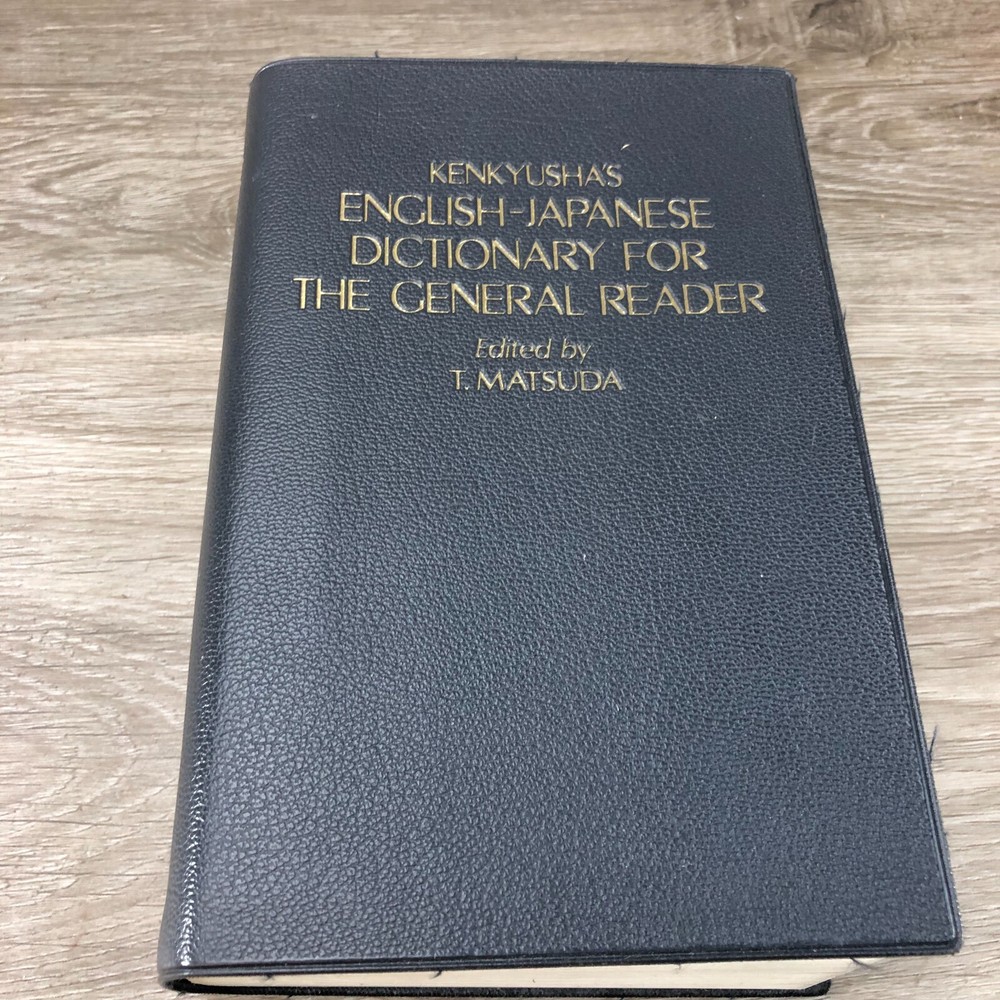 KENKYUSHA'S
ENGLISH-JAPANESE
DICTIONARY FOR
THE GENERAL READER
Edited by
T. MATSUDA